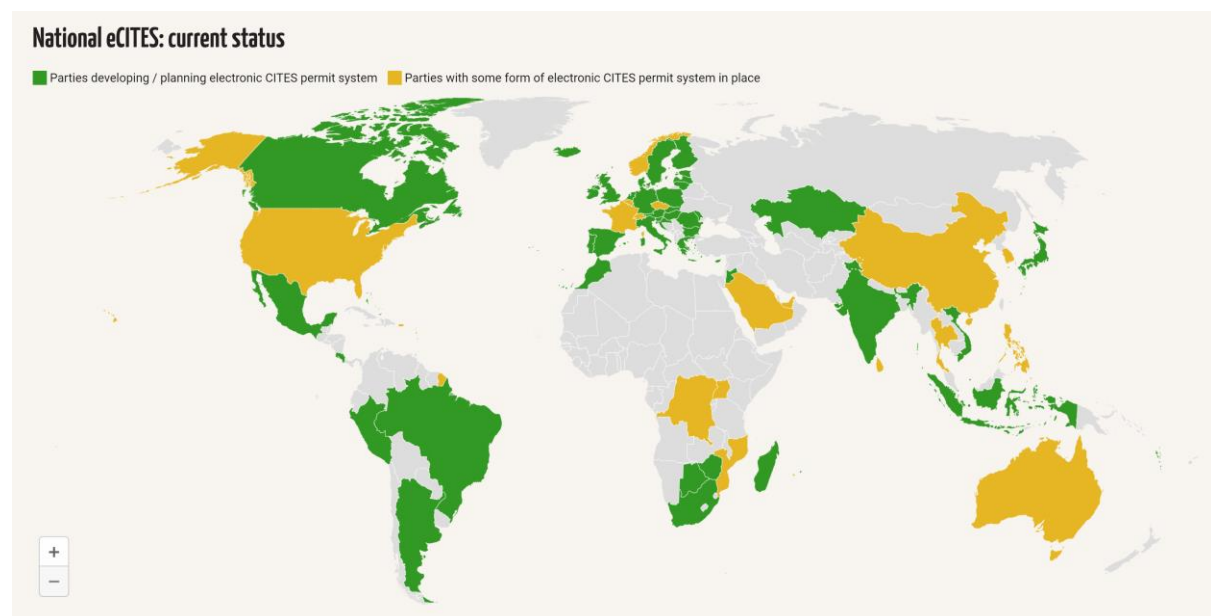 National eCITES: current status
Parties developing / planning electronic CITES permit system Parties with some form of electronic CITES permit system in place
+
−